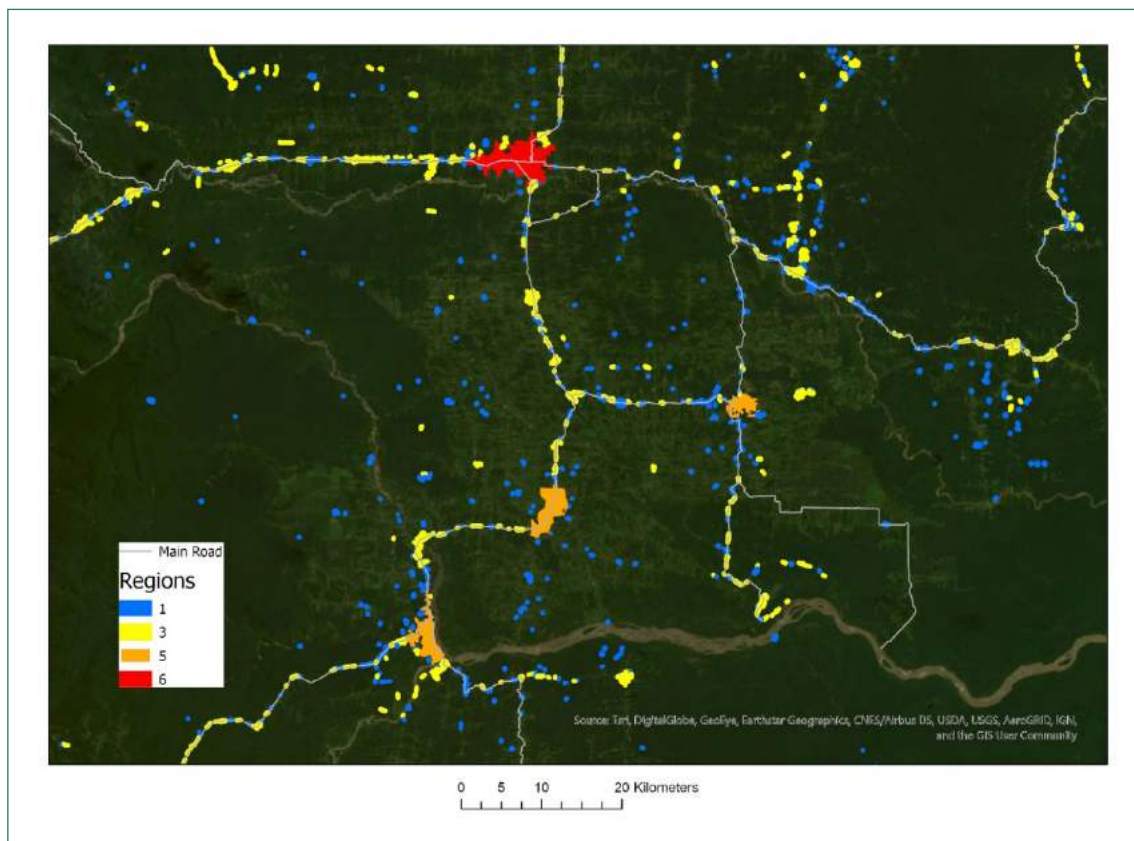 Main Road
Regions
1
3
5
6
Source: Esri, DigitalGlobe, GeoEye, Earthstar Geographics, CNES/Airbus DS, USDA, USGS, AeroGRID, IGN,
and the GIS User Community
0 5 10 20 Kilometers